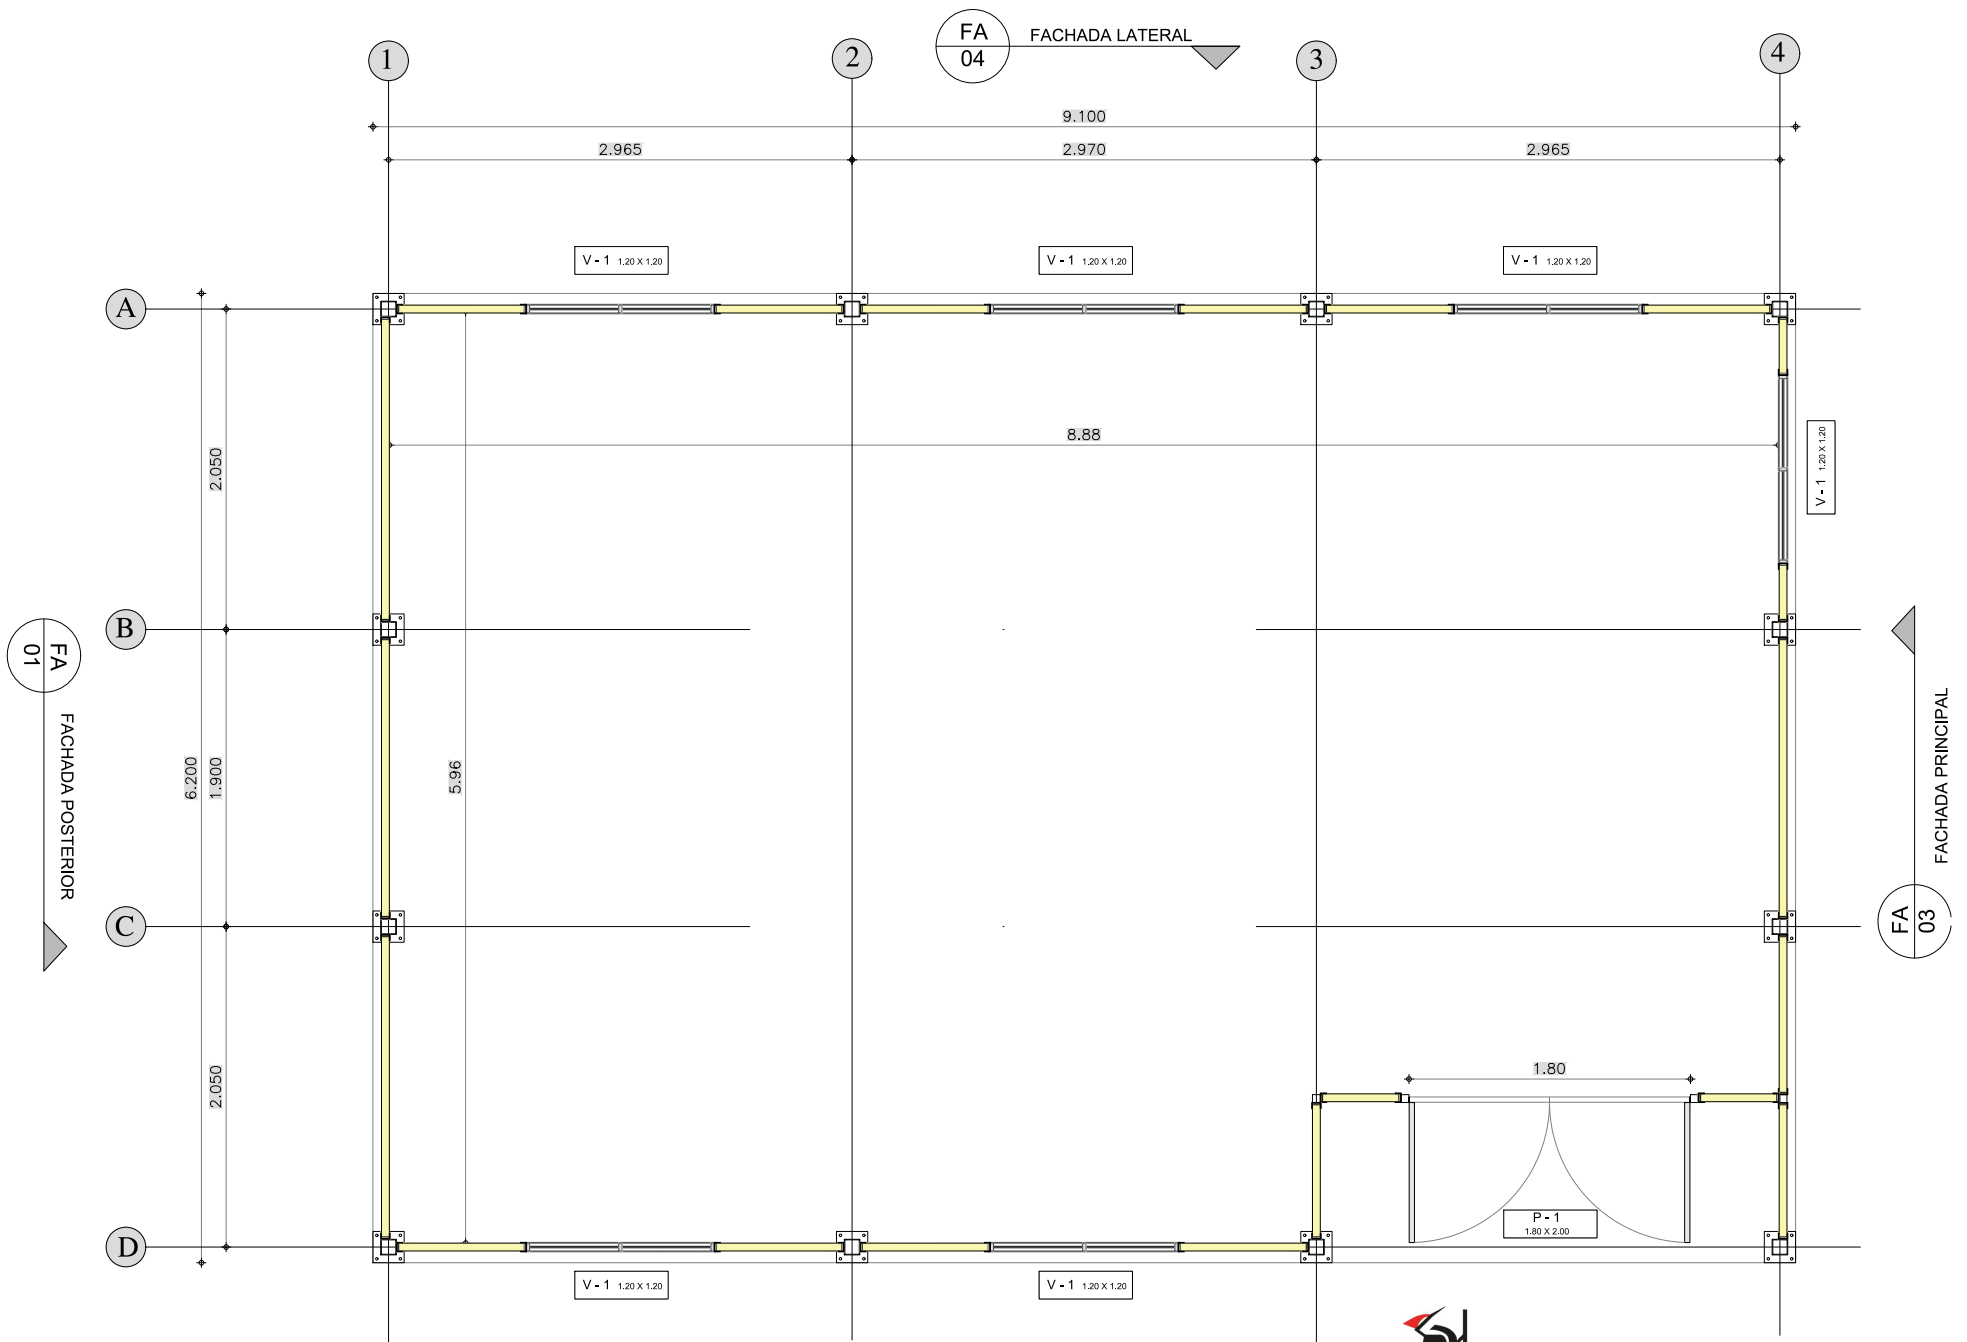 FA
04
FACHADA LATERAL
1
2
3
4
9.100
2.965
2.970
2.965
V - 1 1.20 X 1.20
V - 1 1.20 X 1.20
V - 1 1.20 X 1.20
A
2.050
8.88
V - 1 1.20 X 1.20
B
FA
01
FACHADA POSTERIOR
6.200
1.900
5.96
FACHADA PRINCIPAL
FA
03
C
2.050
1.80
P - 1
1.80 X 2.00
D
V - 1 1.20 X 1.20
V - 1 1.20 X 1.20